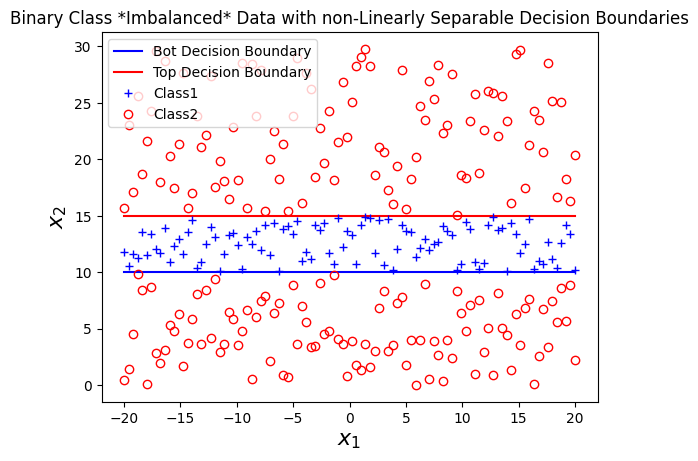 Binary Class *Imbalanced* Data with non-Linearly Separable Decision Boundaries
Bot Decision Boundary
Top Decision Boundary
Class1
Class2
30
25
20
15
10
5
0
x₂
−20 −15 −10 −5 0 5 10 15 20
x₁